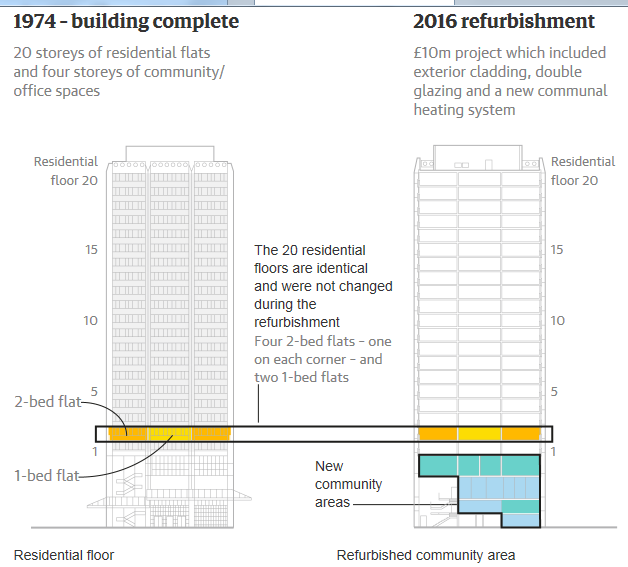 1974 – building complete
20 storeys of residential flats
and four storeys of community/
office spaces
2016 refurbishment
£10m project which included
exterior cladding, double
glazing and a new communal
heating system
Residential
floor 20
15
10
5
1
2-bed flat
1-bed flat
The 20 residential
floors are identical
and were not changed
during the
refurbishment
Four 2-bed flats – one
on each corner – and
two 1-bed flats
New
community
areas
Residential
floor 20
15
10
5
1
Residential floor
Refurbished community area